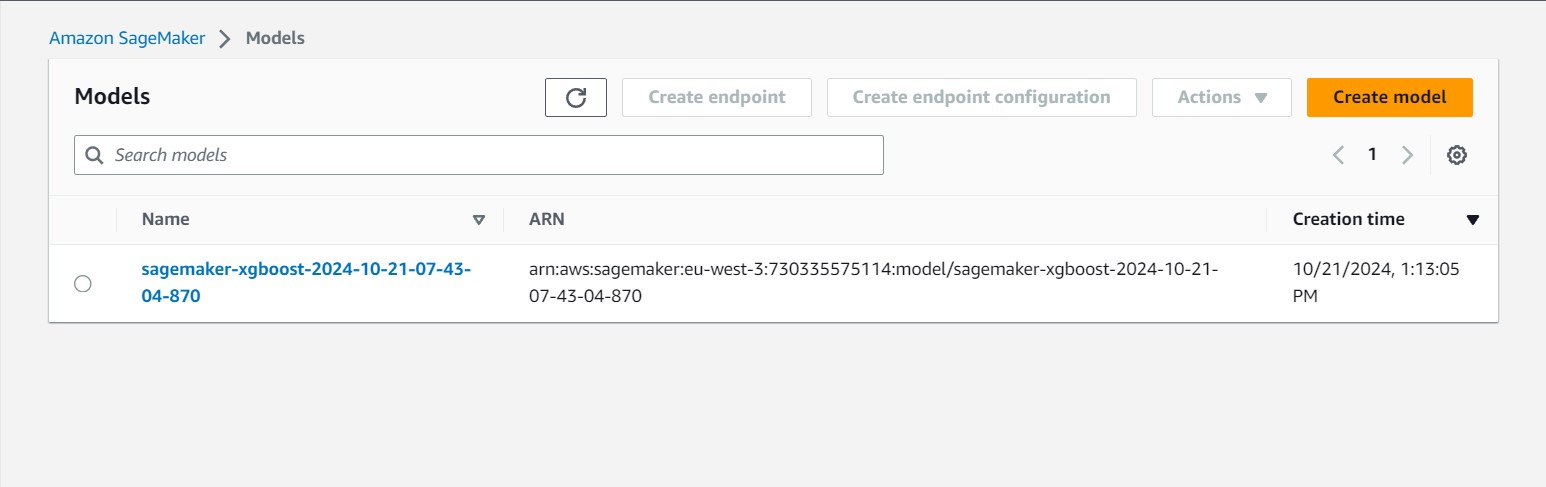 Amazon SageMaker > Models
Models
Create endpoint
Create endpoint configuration
Actions
Create model
Search models
1
Name
ARN
Creation time
sagemaker-xgboost-2024-10-21-07-43-
04-870
arn:aws:sagemaker:eu-west-3:730335575114:model/sagemaker-xgboost-2024-10-21-
07-43-04-870
10/21/2024, 1:13:05
PM